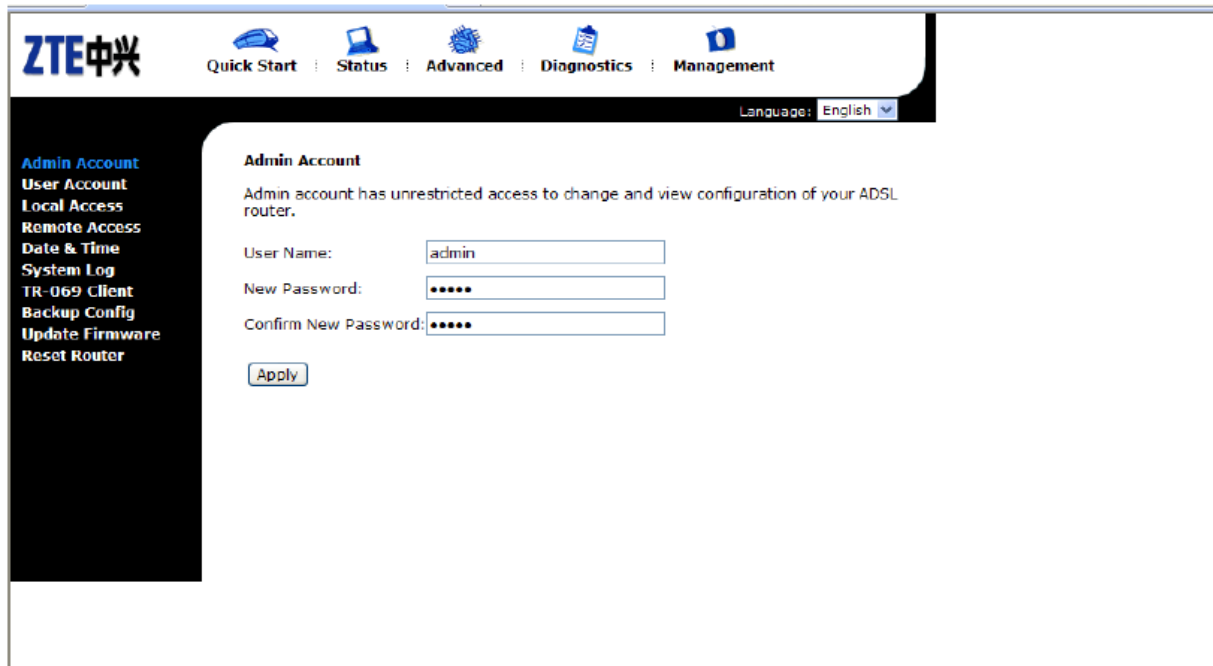 ZTE中兴
Quick Start Status Advanced Diagnostics Management
Language: English
Admin Account
User Account
Local Access
Remote Access
Date & Time
System Log
TR-069 Client
Backup Config
Update Firmware
Reset Router
Admin Account
Admin account has unrestricted access to change and view configuration of your ADSL
router.
User Name: admin
New Password: •••••
Confirm New Password: •••••
Apply